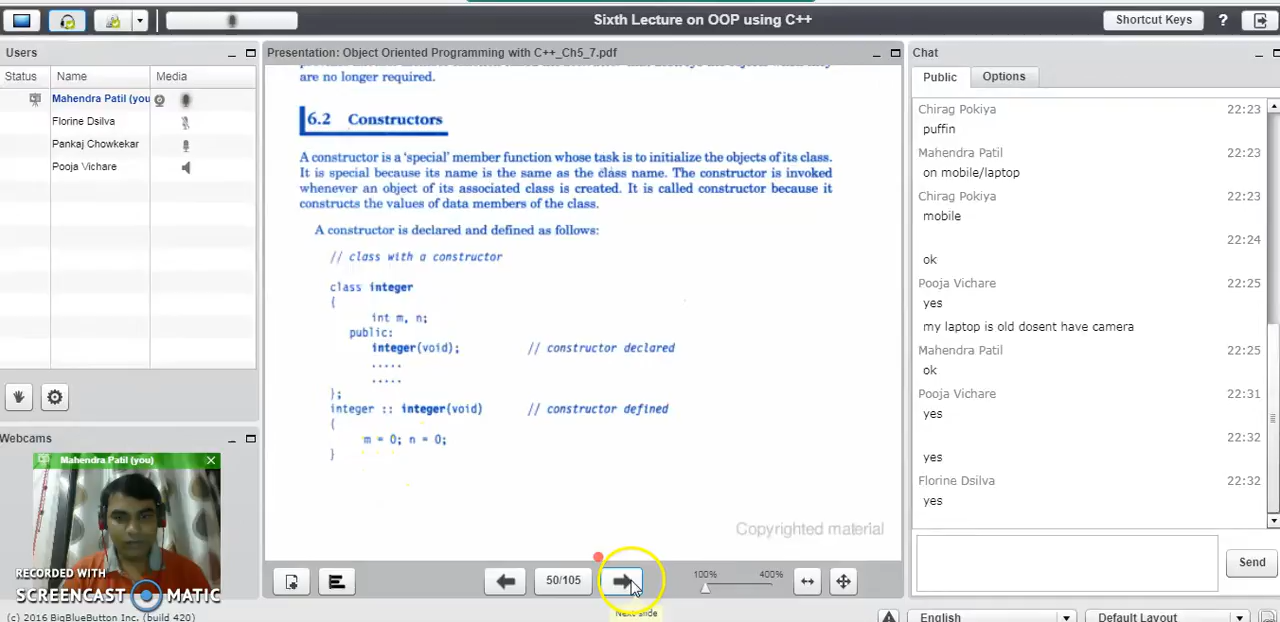 Sixth Lecture on OOP using C++
Shortcut Keys
?
Users
Status Name Media
Mahendra Patil (you)
Florine Dsilva
Pankaj Chowkekar
Pooja Vichare
Webcams
Mahendra Patil (you)
RECORDED WITH
SCREENCAST MATIC
(c) 2016 BigBlueButton Inc. (build 420)
Presentation: Object Oriented Programming with C++_Ch5_7.pdf
are no longer required.
6.2 Constructors
A constructor is a ‘special’ member function whose task is to initialize the objects of its class.
It is special because its name is the same as the class name. The constructor is invoked
whenever an object of its associated class is created. It is called constructor because it
constructs the values of data members of the class.
A constructor is declared and defined as follows:
// class with a constructor
class integer
{
int m, n;
public:
integer(void); // constructor declared
.....
.....
};
integer :: integer(void) // constructor defined
{
m = 0; n = 0;
}
Copyrighted material
50/105
100% 400%
Next slide
Chat
Public Options
Chirag Pokiya 22:23
puffin
Mahendra Patil 22:23
on mobile/laptop
Chirag Pokiya 22:23
mobile
22:24
ok
Pooja Vichare 22:25
yes
my laptop is old dosent have camera
Mahendra Patil 22:25
ok
Pooja Vichare 22:31
yes
22:32
yes
Florine Dsilva 22:32
yes
Send
English
Default Layout